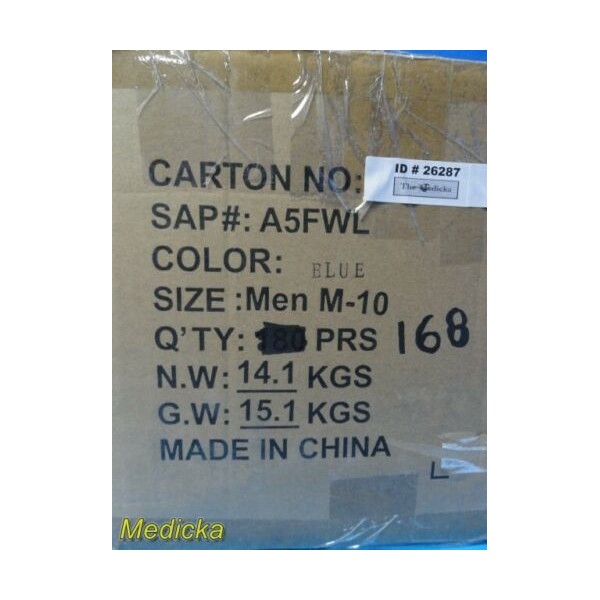 ID # 26287
The Medicka
CARTON NO:
SAP#: A5FWL
COLOR: BLUE
SIZE :Men M-10
Q'TY: 180 PRS 168
N.W: 14.1 KGS
G.W: 15.1 KGS
MADE IN CHINA
Medicka